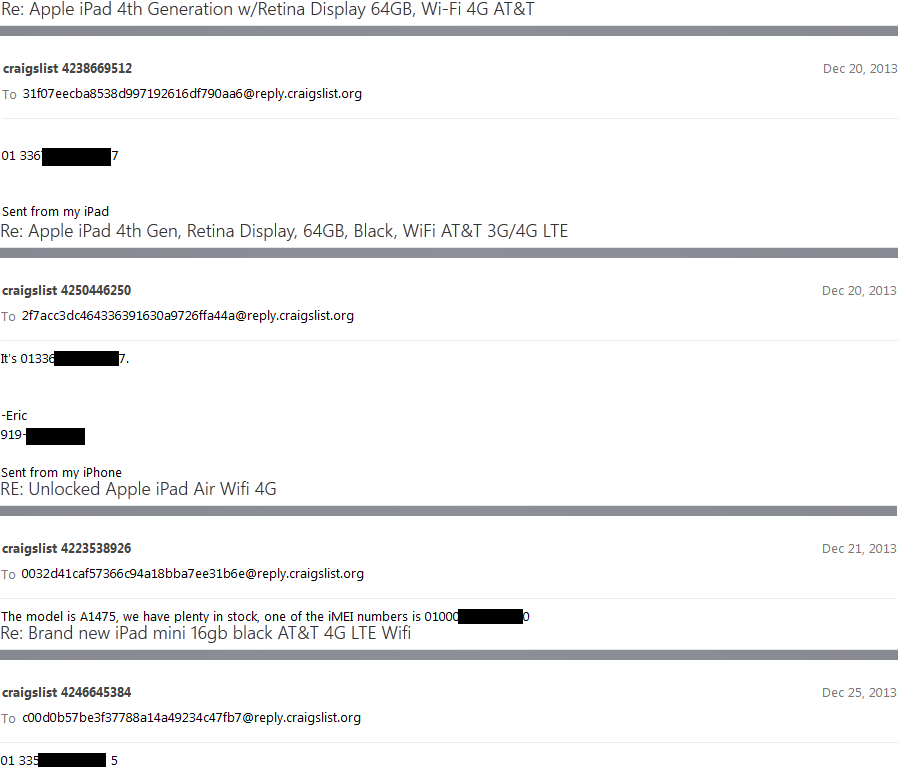 Re: Apple iPad 4th Generation w/Retina Display 64GB, Wi-Fi 4G AT&T
craigslist 4238669512 Dec 20, 2013
To 31f07eecba8538d997192616df790aa6@reply.craigslist.org
01 336 7
Sent from my iPad
Re: Apple iPad 4th Gen, Retina Display, 64GB, Black, WiFi AT&T 3G/4G LTE
craigslist 4250446250 Dec 20, 2013
To 2f7acc3dc464336391630a9726ffa44a@reply.craigslist.org
It's 01336 7.
-Eric
919-
Sent from my iPhone
RE: Unlocked Apple iPad Air Wifi 4G
craigslist 4223538926 Dec 21, 2013
To 0032d41caf57366c94a18bba7ee31b6e@reply.craigslist.org
The model is A1475, we have plenty in stock, one of the iMEI numbers is 01000 0
Re: Brand new iPad mini 16gb black AT&T 4G LTE Wifi
craigslist 4246645384 Dec 25, 2013
To c00d0b57be3f37788a14a49234c47fb7@reply.craigslist.org
01 335 5